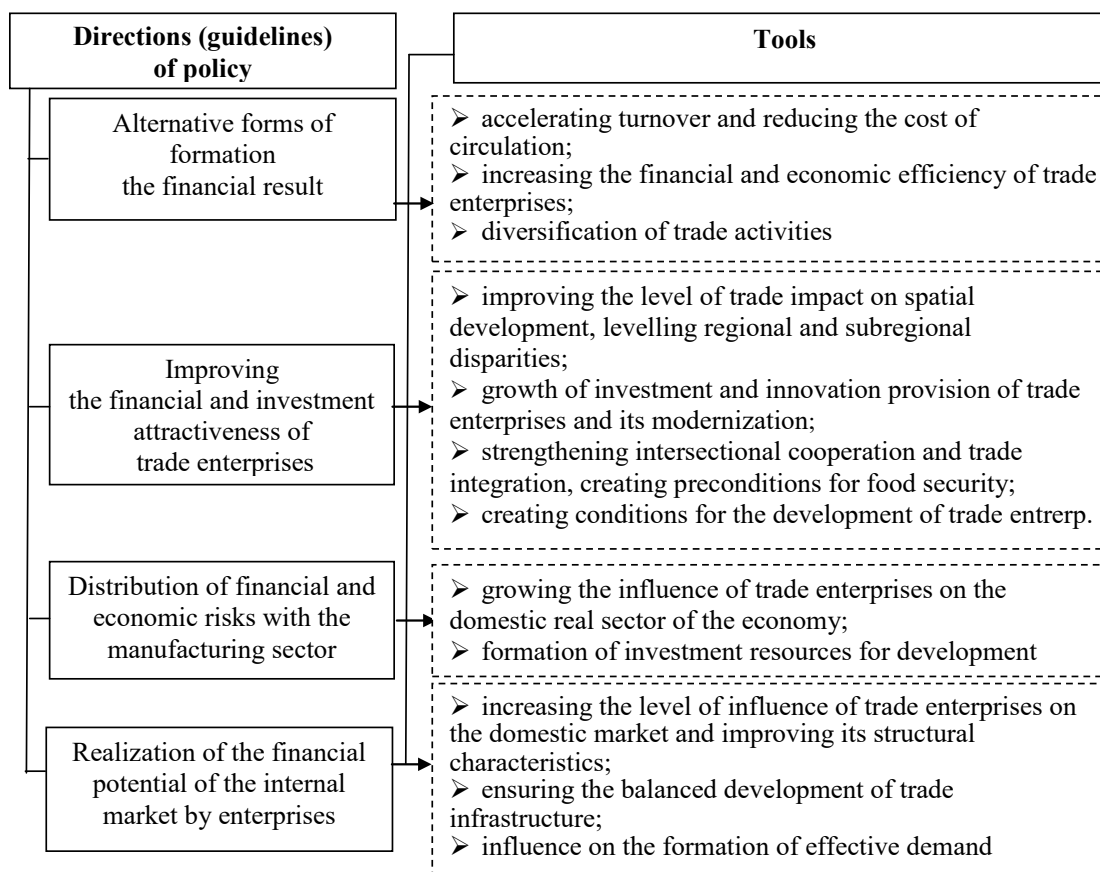 Directions (guidelines)
of policy
Tools
Alternative forms of
formation
the financial result
➢ accelerating turnover and reducing the cost of
circulation;
➢ increasing the financial and economic efficiency of trade
enterprises;
➢ diversification of trade activities
Improving
the financial and investment
attractiveness of
trade enterprises
➢ improving the level of trade impact on spatial
development, levelling regional and subregional
disparities;
➢ growth of investment and innovation provision of trade
enterprises and its modernization;
➢ strengthening intersectional cooperation and trade
integration, creating preconditions for food security;
➢ creating conditions for the development of trade entrerp.
Distribution of financial and
economic risks with the
manufacturing sector
➢ growing the influence of trade enterprises on the
domestic real sector of the economy;
➢ formation of investment resources for development
Realization of the financial
potential of the internal
market by enterprises
➢ increasing the level of influence of trade enterprises on
the domestic market and improving its structural
characteristics;
➢ ensuring the balanced development of trade
infrastructure;
➢ influence on the formation of effective demand